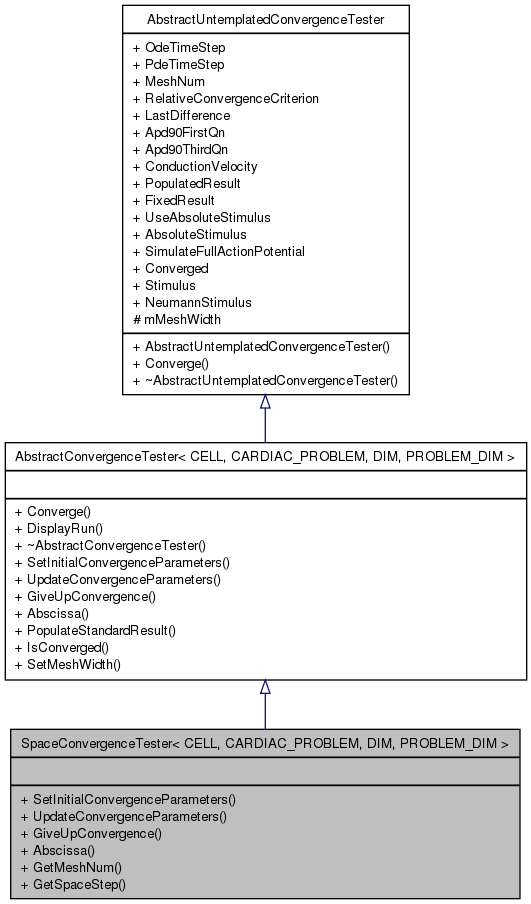 AbstractUntemplatedConvergenceTester
+ OdeTimeStep
+ PdeTimeStep
+ MeshNum
+ RelativeConvergenceCriterion
+ LastDifference
+ Apd90FirstQn
+ Apd90ThirdQn
+ ConductionVelocity
+ PopulatedResult
+ FixedResult
+ UseAbsoluteStimulus
+ AbsoluteStimulus
+ SimulateFullActionPotential
+ Converged
+ Stimulus
+ NeumannStimulus
# mMeshWidth
+ AbstractUntemplatedConvergenceTester()
+ Converge()
+ ~AbstractUntemplatedConvergenceTester()
AbstractConvergenceTester< CELL, CARDIAC_PROBLEM, DIM, PROBLEM_DIM >
+ Converge()
+ DisplayRun()
+ ~AbstractConvergenceTester()
+ SetInitialConvergenceParameters()
+ UpdateConvergenceParameters()
+ GiveUpConvergence()
+ Abscissa()
+ PopulateStandardResult()
+ IsConverged()
+ SetMeshWidth()
SpaceConvergenceTester< CELL, CARDIAC_PROBLEM, DIM, PROBLEM_DIM >
+ SetInitialConvergenceParameters()
+ UpdateConvergenceParameters()
+ GiveUpConvergence()
+ Abscissa()
+ GetMeshNum()
+ GetSpaceStep()